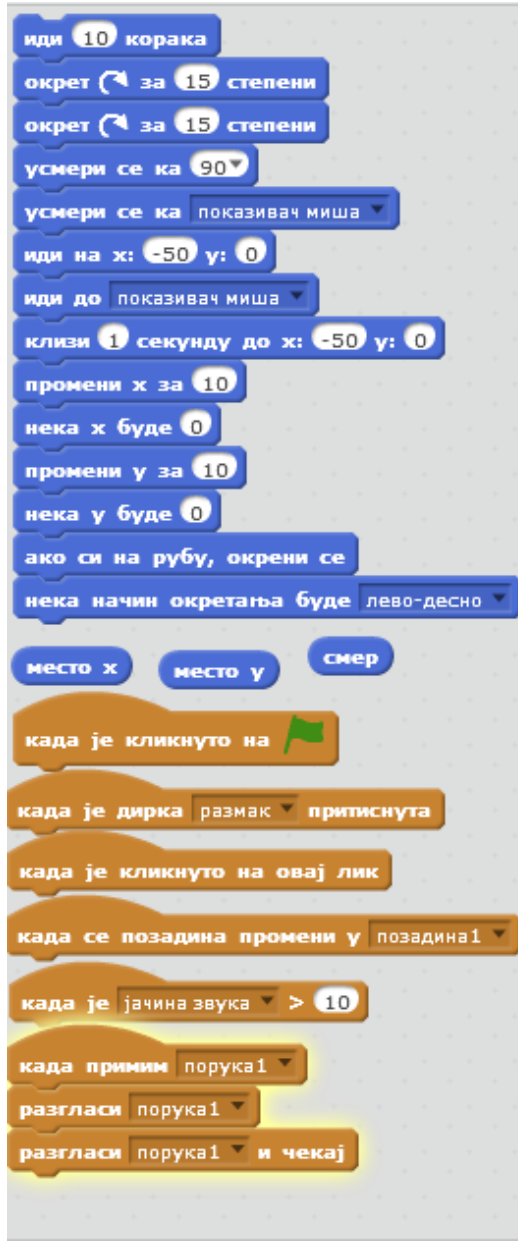 иди 10 корака
окрет за 15 степени
окрет за 15 степени
усмери се ка 90
усмери се ка показивач миша
иди на x: -50 y: 0
иди до показивач миша
клизи 1 секунду до x: -50 y: 0
промени x за 10
нека x буде 0
промени y за 10
нека y буде 0
ако си на рубу, окрени се
нека начин окретања буде лево-десно
место x место y смер
када је кликнуто на
када је дирка размак притиснута
када је кликнуто на овај лик
када се позадина промени у позадина1
када је јачина звука > 10
када примим порука1
разгласи порука1
разгласи порука1 и чекај